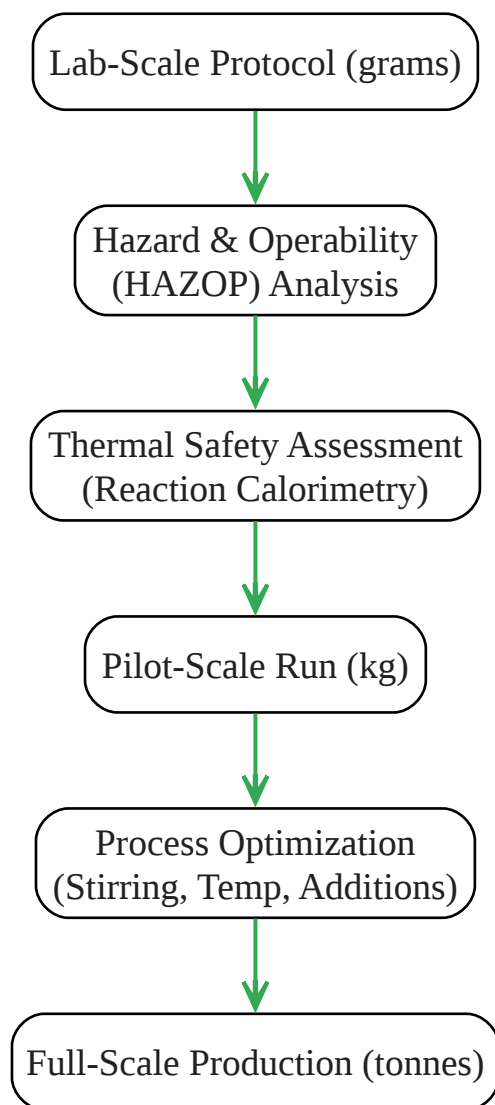 Lab-Scale Protocol (grams)
Hazard & Operability
(HAZOP) Analysis
Thermal Safety Assessment
(Reaction Calorimetry)
Pilot-Scale Run (kg)
Process Optimization
(Stirring, Temp, Additions)
Full-Scale Production (tonnes)